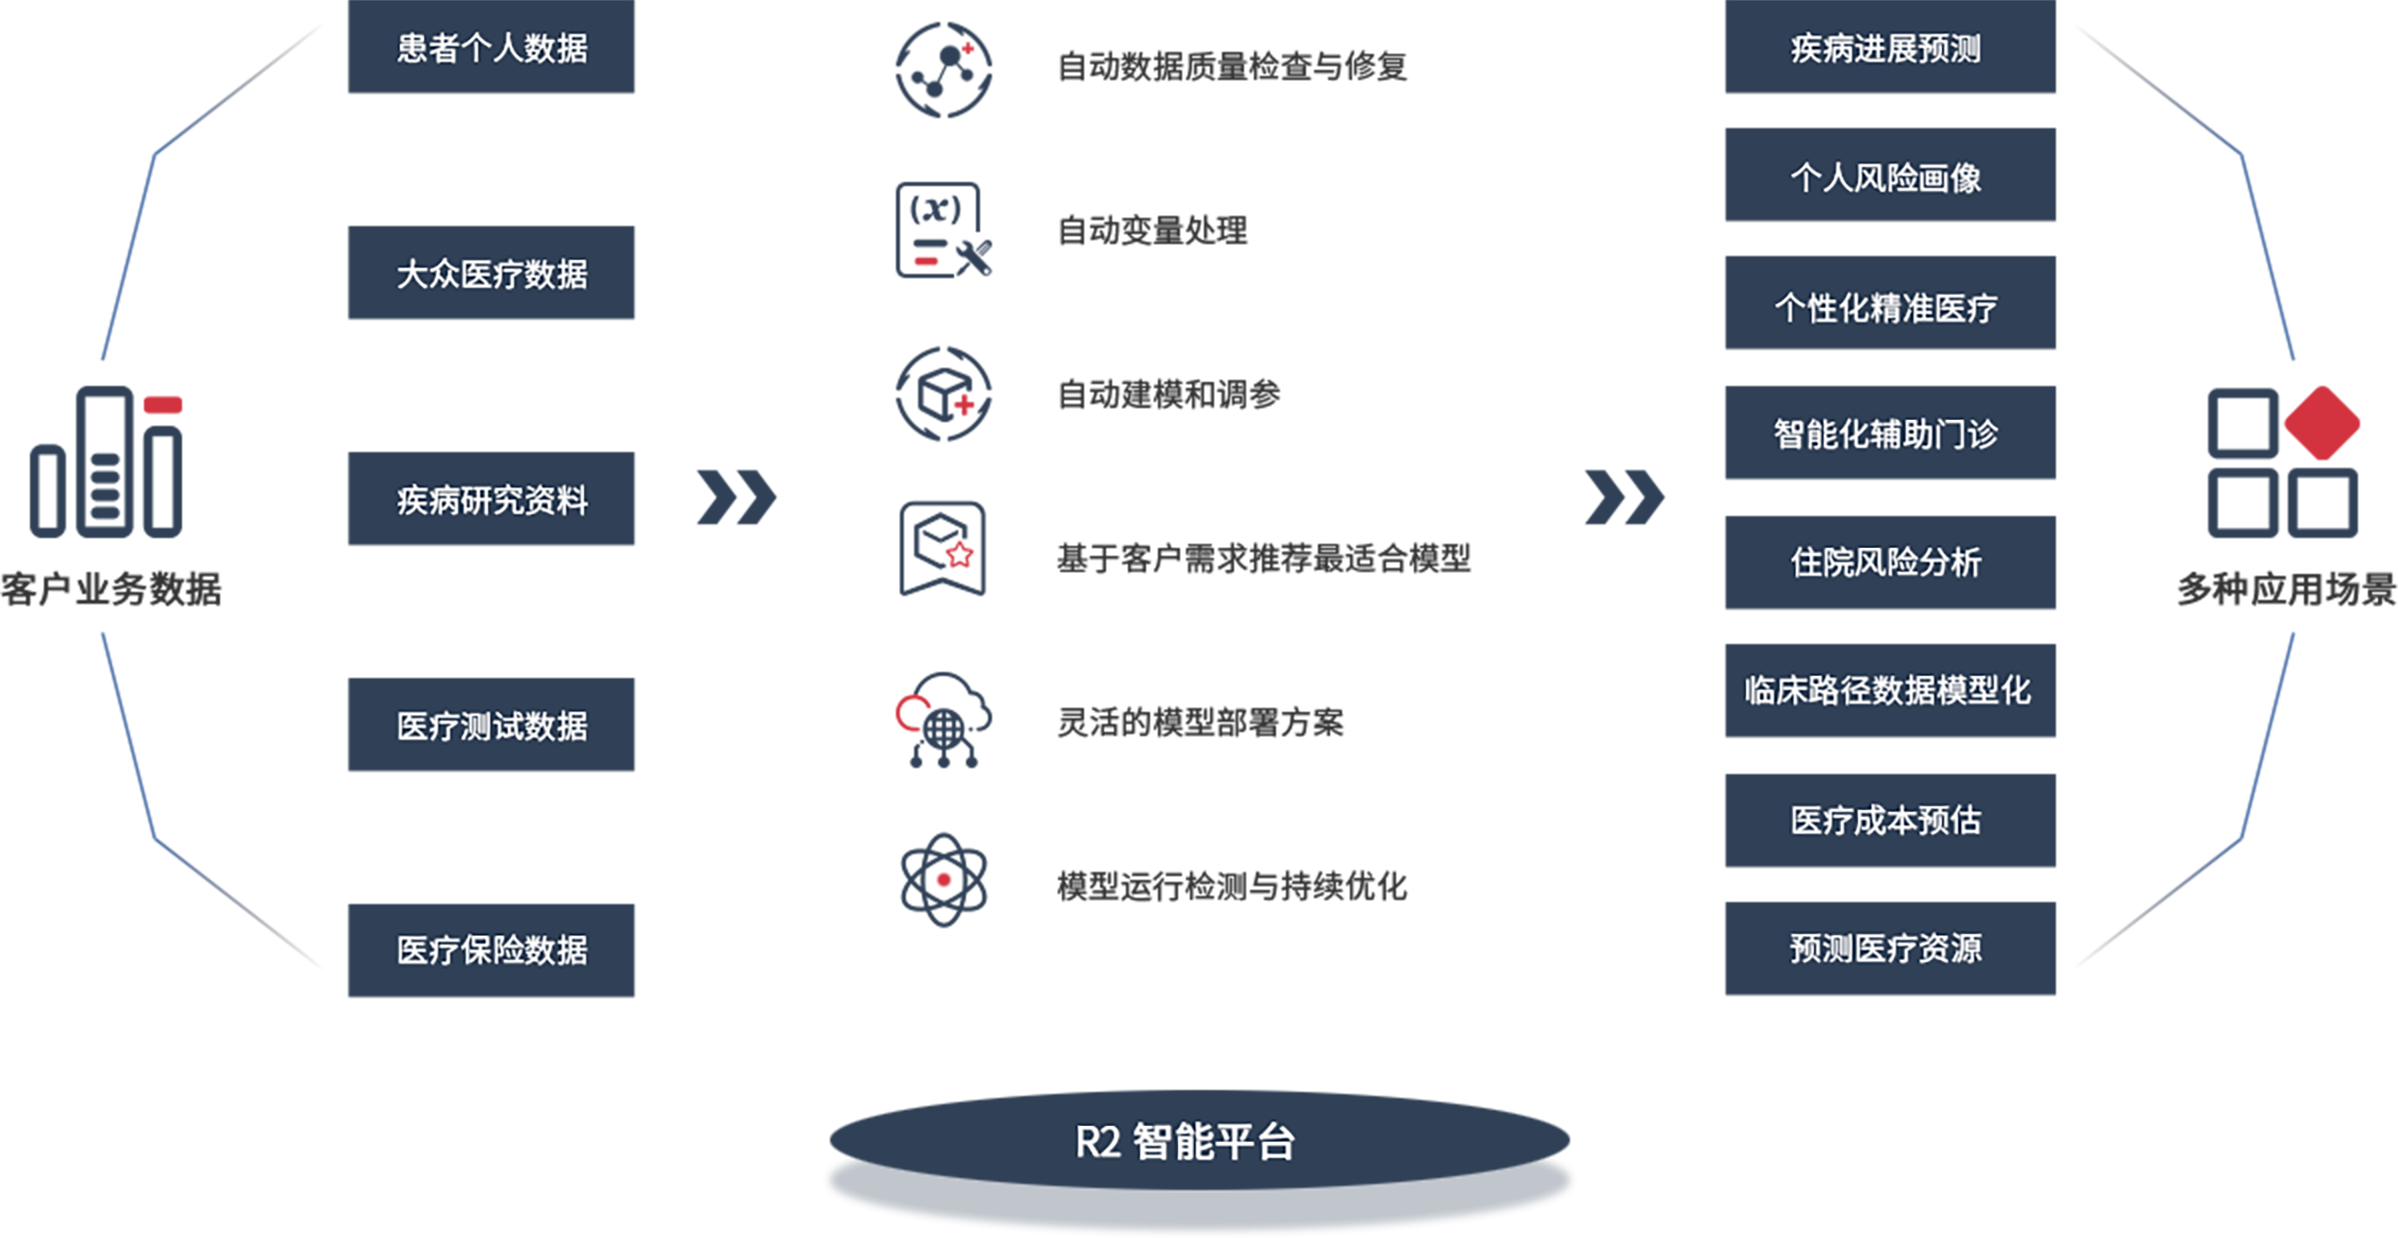 客户业务数据
患者个人数据
大众医疗数据
疾病研究资料
医疗测试数据
医疗保险数据
自动数据质量检查与修复
(x)
自动变量处理
自动建模和调参
基于客户需求推荐最适合模型
灵活的模型部署方案
模型运行检测与持续优化
R2 智能平台
疾病进展预测
个人风险画像
个性化精准医疗
智能化辅助门诊
住院风险分析
临床路径数据模型化
医疗成本预估
预测医疗资源
多种应用场景